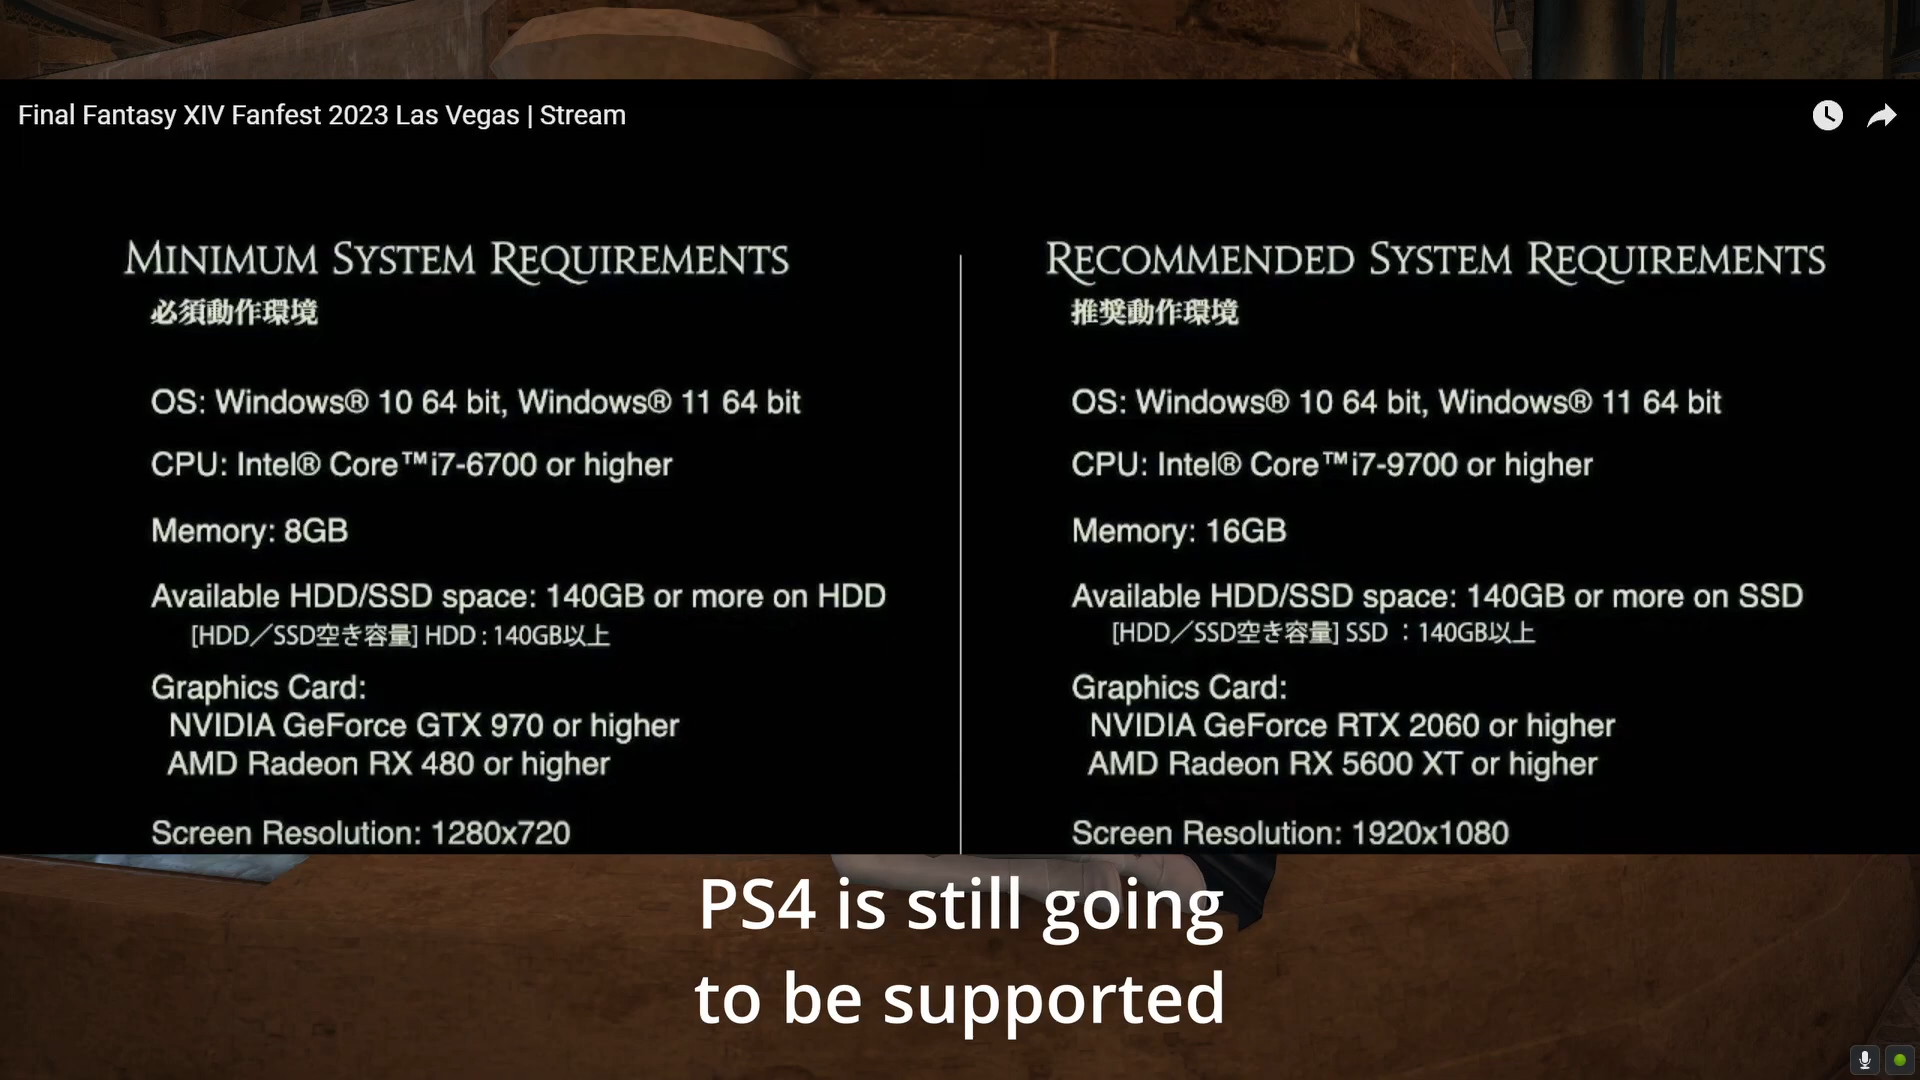 Final Fantasy XIV Fanfest 2023 Las Vegas | Stream
MINIMUM SYSTEM REQUIREMENTS
必須動作環境
OS: Windows® 10 64 bit, Windows® 11 64 bit
CPU: Intel® Core™i7-6700 or higher
Memory: 8GB
Available HDD/SSD space: 140GB or more on HDD
[HDD／SSD空き容量] HDD : 140GB以上
Graphics Card:
NVIDIA GeForce GTX 970 or higher
AMD Radeon RX 480 or higher
Screen Resolution: 1280x720
RECOMMENDED SYSTEM REQUIREMENTS
推奨動作環境
OS: Windows® 10 64 bit, Windows® 11 64 bit
CPU: Intel® Core™i7-9700 or higher
Memory: 16GB
Available HDD/SSD space: 140GB or more on SSD
[HDD／SSD空き容量] SSD ：140GB以上
Graphics Card:
NVIDIA GeForce RTX 2060 or higher
AMD Radeon RX 5600 XT or higher
Screen Resolution: 1920x1080
PS4 is still going
to be supported